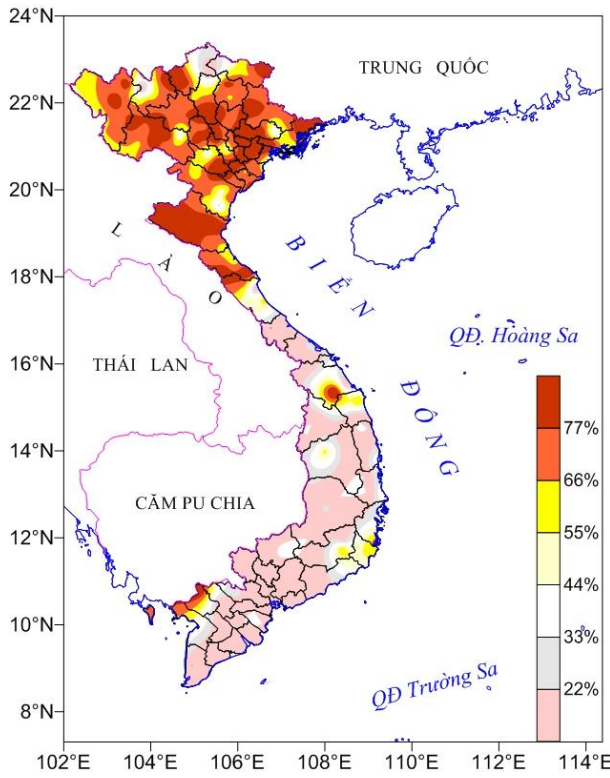 24°N
TRUNG QUỐC
22°N
20°N
LÀO
BIỂN ĐÔNG
18°N
QĐ. Hoàng Sa
THÁI LAN
16°N
77%
14°N
66%
CĂM PU CHIA
55%
12°N
44%
33%
10°N
22%
QĐ Trường Sa
8°N
102°E 104°E 106°E 108°E 110°E 112°E 114°E